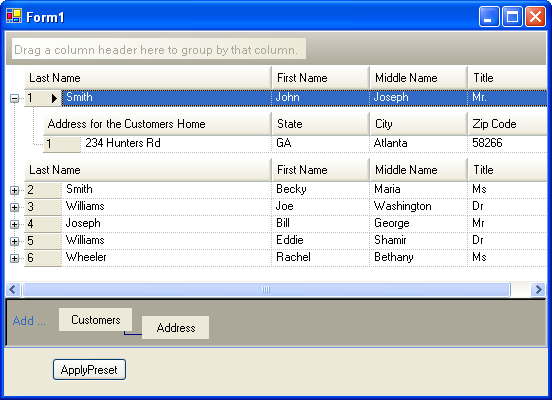 Form1
Drag a column header here to group by that column.
Last Name First Name Middle Name Title
1 Smith John Joseph Mr.
Address for the Customers Home State City Zip Code
1 234 Hunters Rd GA Atlanta 58266
Last Name First Name Middle Name Title
2 Smith Becky Maria Ms
3 Williams Joe Washington Dr
4 Joseph Bill George Mr
5 Williams Eddie Shamir Dr
6 Wheeler Rachel Bethany Ms
Add ... Customers
Address
ApplyPreset